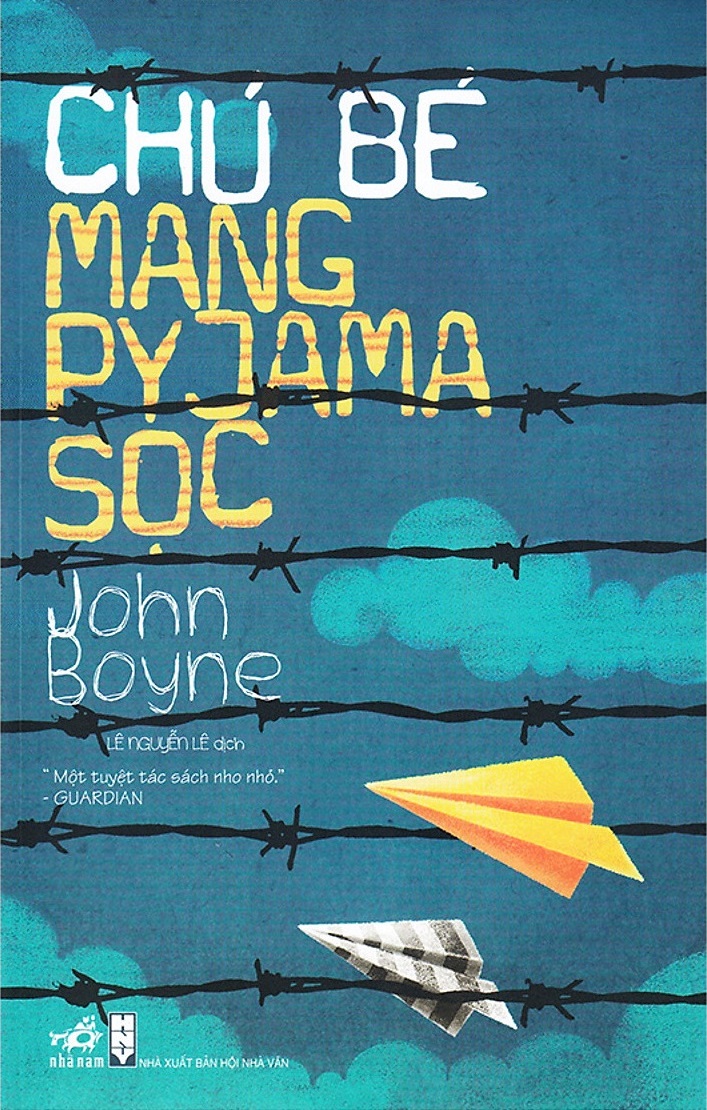 CHÚ BÉ
MANG
PYJAMA
SỌC
John
Boyne
LÊ NGUYỄN LÊ dịch
“ Một tuyệt tác sách nho nhỏ.”
- GUARDIAN
nhã nam
HNV
NHÀ XUẤT BẢN HỘI NHÀ VĂN